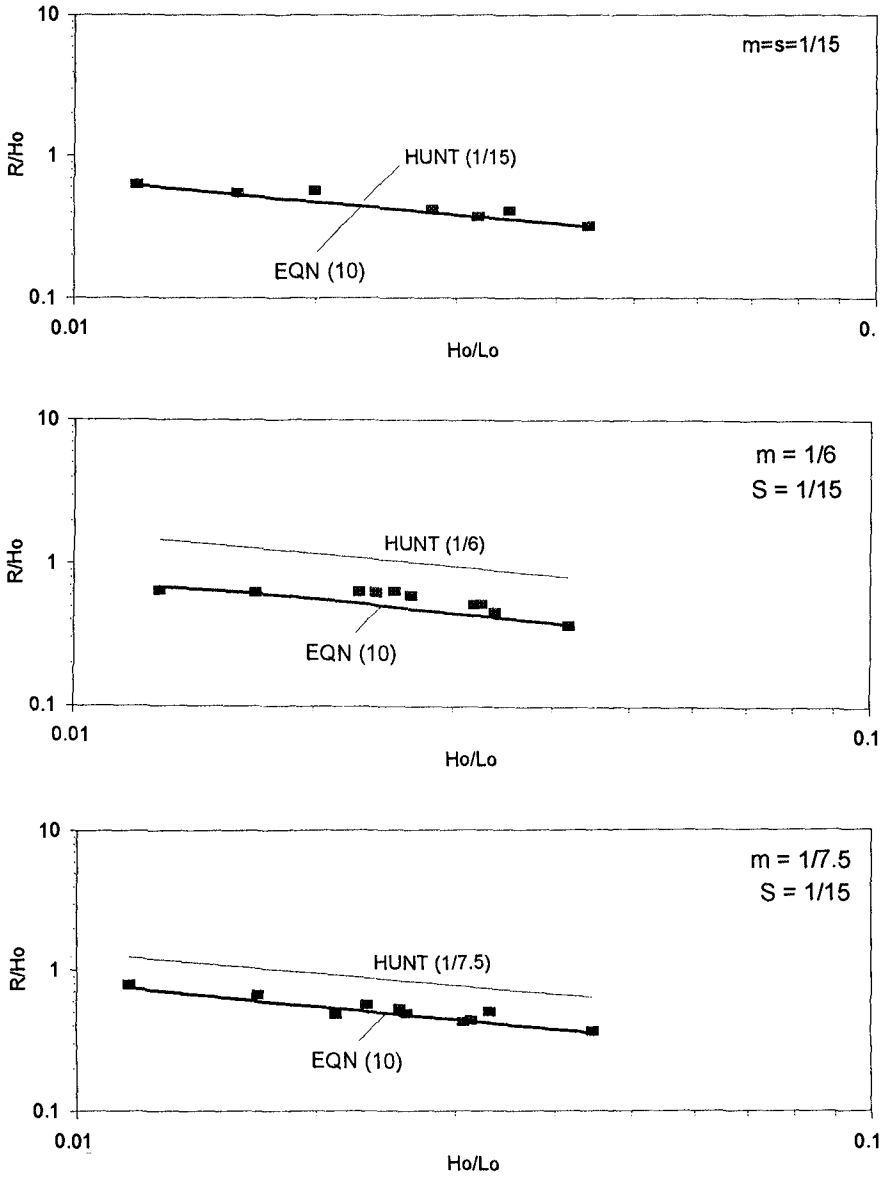 10
m=s=1/15
R/Ho
1
HUNT (1/15)
EQN (10)
0.1
0.01
0.
Ho/Lo
10
m = 1/6
S = 1/15
R/Ho
HUNT (1/6)
1
EQN (10)
0.1
0.01
0.1
Ho/Lo
10
m = 1/7.5
S = 1/15
R/Ho
1
HUNT (1/7.5)
EQN (10)
0.1
0.01
0.1
Ho/Lo